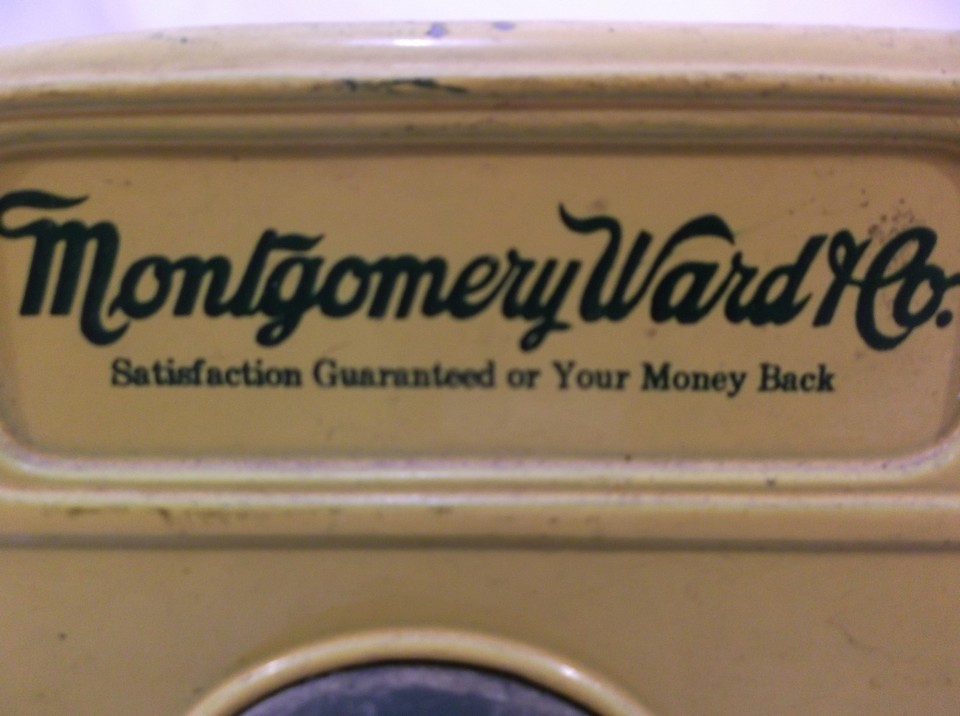 Montgomery Ward & Co.
Satisfaction Guaranteed or Your Money Back